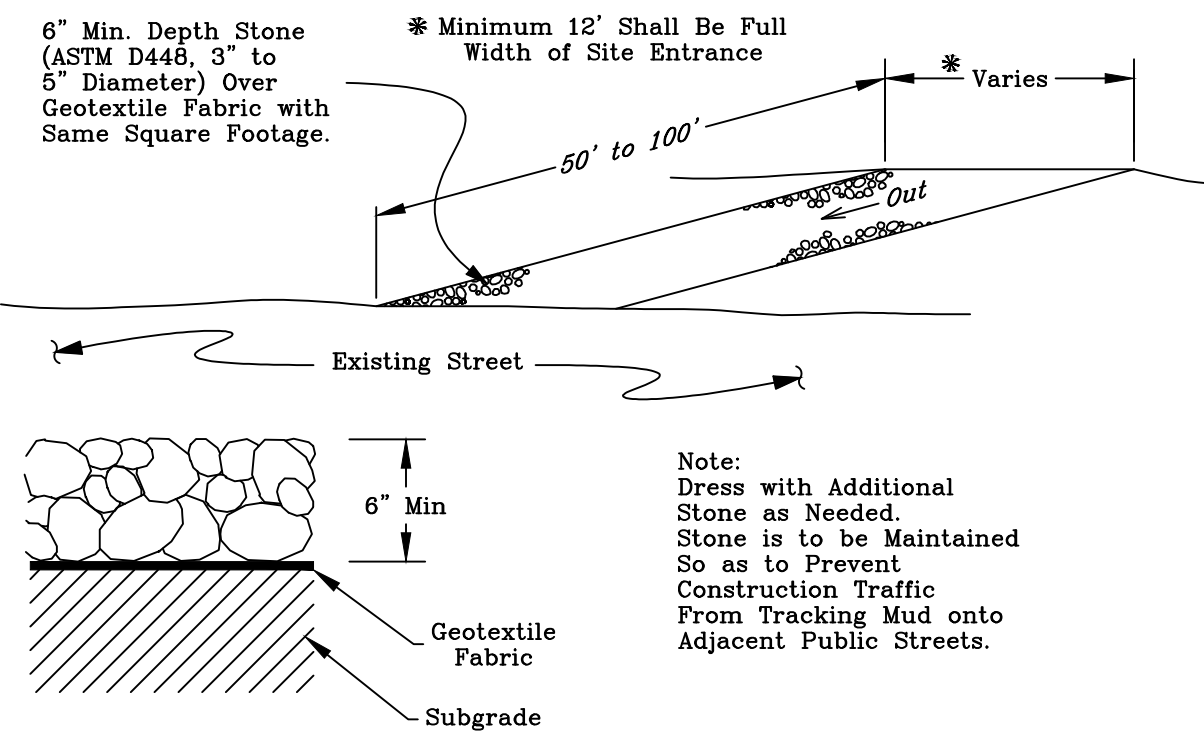 6” Min. Depth Stone
(ASTM D448, 3” to
5” Diameter) Over
Geotextile Fabric with
Same Square Footage.
* Minimum 12’ Shall Be Full
Width of Site Entrance
* Varies
50’ to 100’
Out
Existing Street
6” Min
Geotextile
Fabric
Subgrade
Note:
Dress with Additional
Stone as Needed.
Stone is to be Maintained
So as to Prevent
Construction Traffic
From Tracking Mud onto
Adjacent Public Streets.